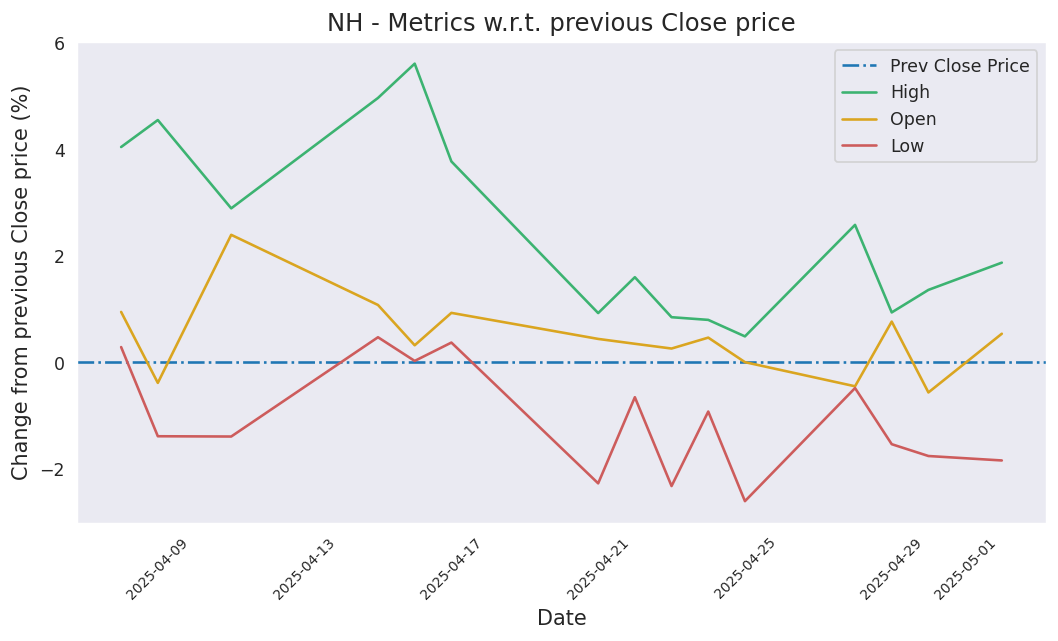 NH - Metrics w.r.t. previous Close price
Change from previous Close price (%)
6
4
2
0
−2
Prev Close Price
High
Open
Low
2025-04-09
2025-04-13
2025-04-17
2025-04-21
2025-04-25
2025-04-29
2025-05-01
Date